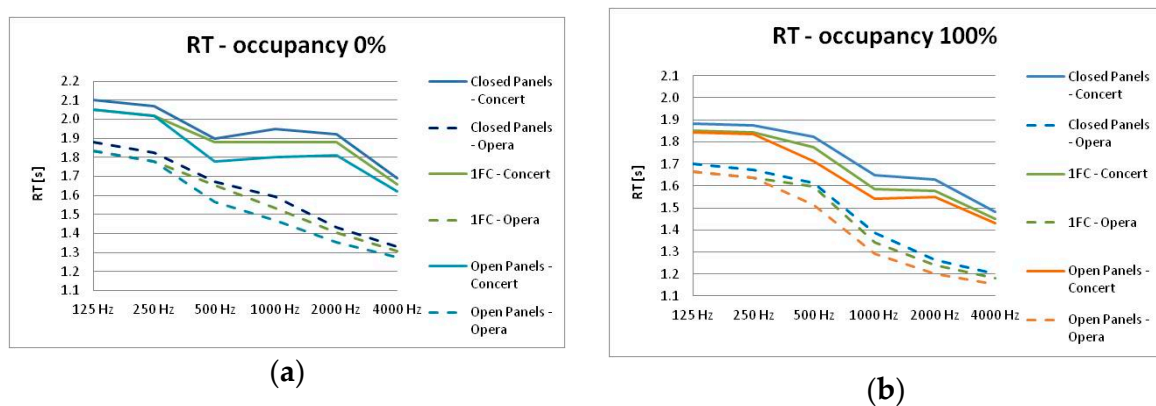 RT - occupancy 0%
RT [s]
2.2
2.1
2.0
1.9
1.8
1.7
1.6
1.5
1.4
1.3
1.2
1.1
125 Hz 250 Hz 500 Hz 1000 Hz 2000 Hz 4000 Hz
Closed Panels
- Concert
Closed Panels
- Opera
1FC - Concert
1FC - Opera
Open Panels -
Concert
Open Panels -
Opera
(a)
RT - occupancy 100%
RT [s]
2.1
2.0
1.9
1.8
1.7
1.6
1.5
1.4
1.3
1.2
1.1
125 Hz 250 Hz 500 Hz 1000 Hz 2000 Hz 4000 Hz
Closed Panels
- Concert
Closed Panels
- Opera
1FC - Concert
1FC - Opera
Open Panels -
Concert
Open Panels -
Opera
(b)